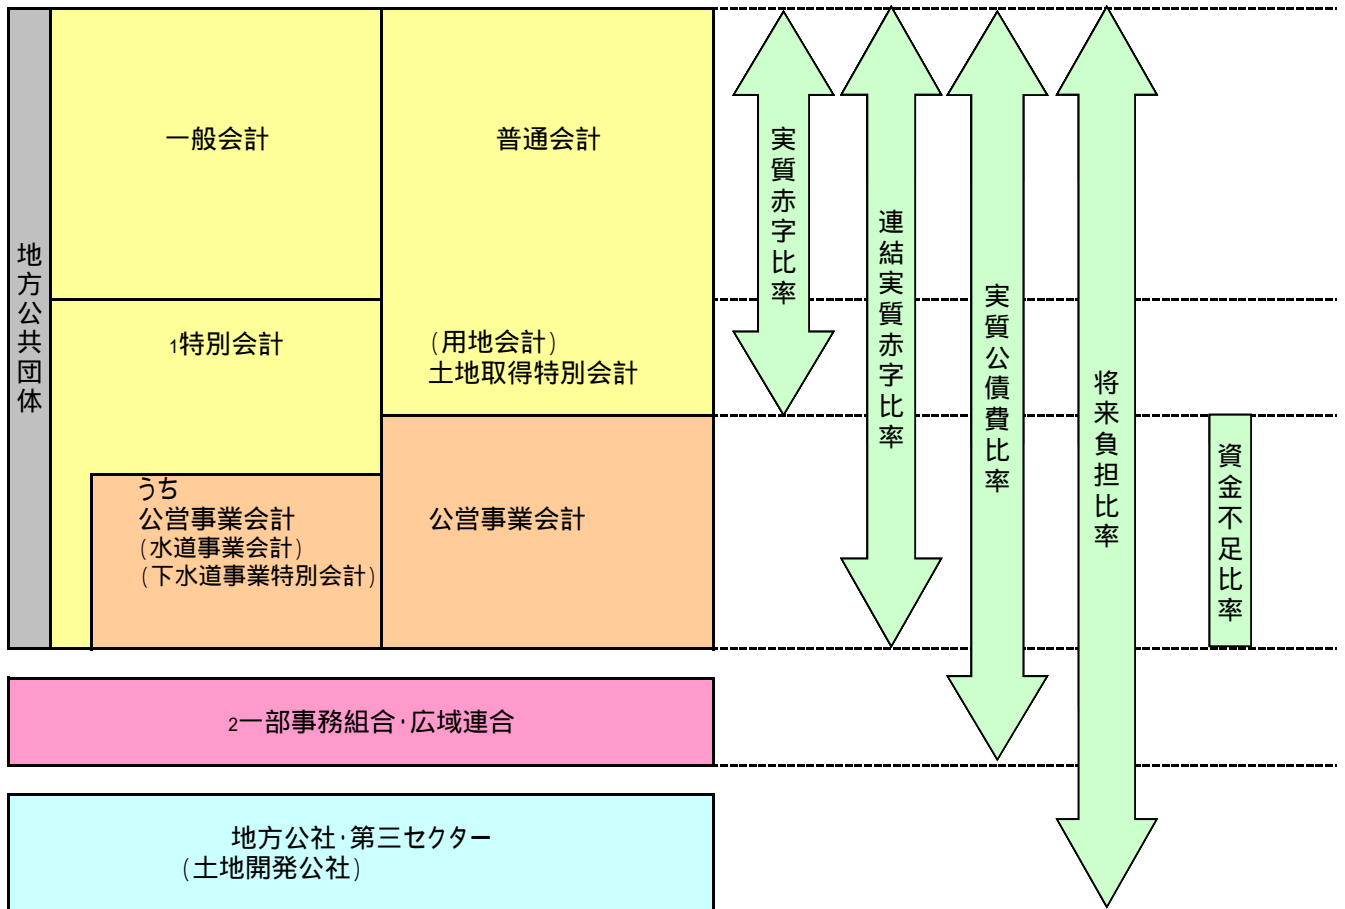 地方公共団体
一般会計
普通会計
1特別会計
(用地会計)
土地取得特別会計
うち
公営事業会計
(水道事業会計)
(下水道事業特別会計)
公営事業会計
2一部事務組合・広域連合
地方公社・第三セクター
(土地開発公社)
実質赤字比率
連結実質赤字比率
実質公債費比率
将来負担比率
資金不足比率